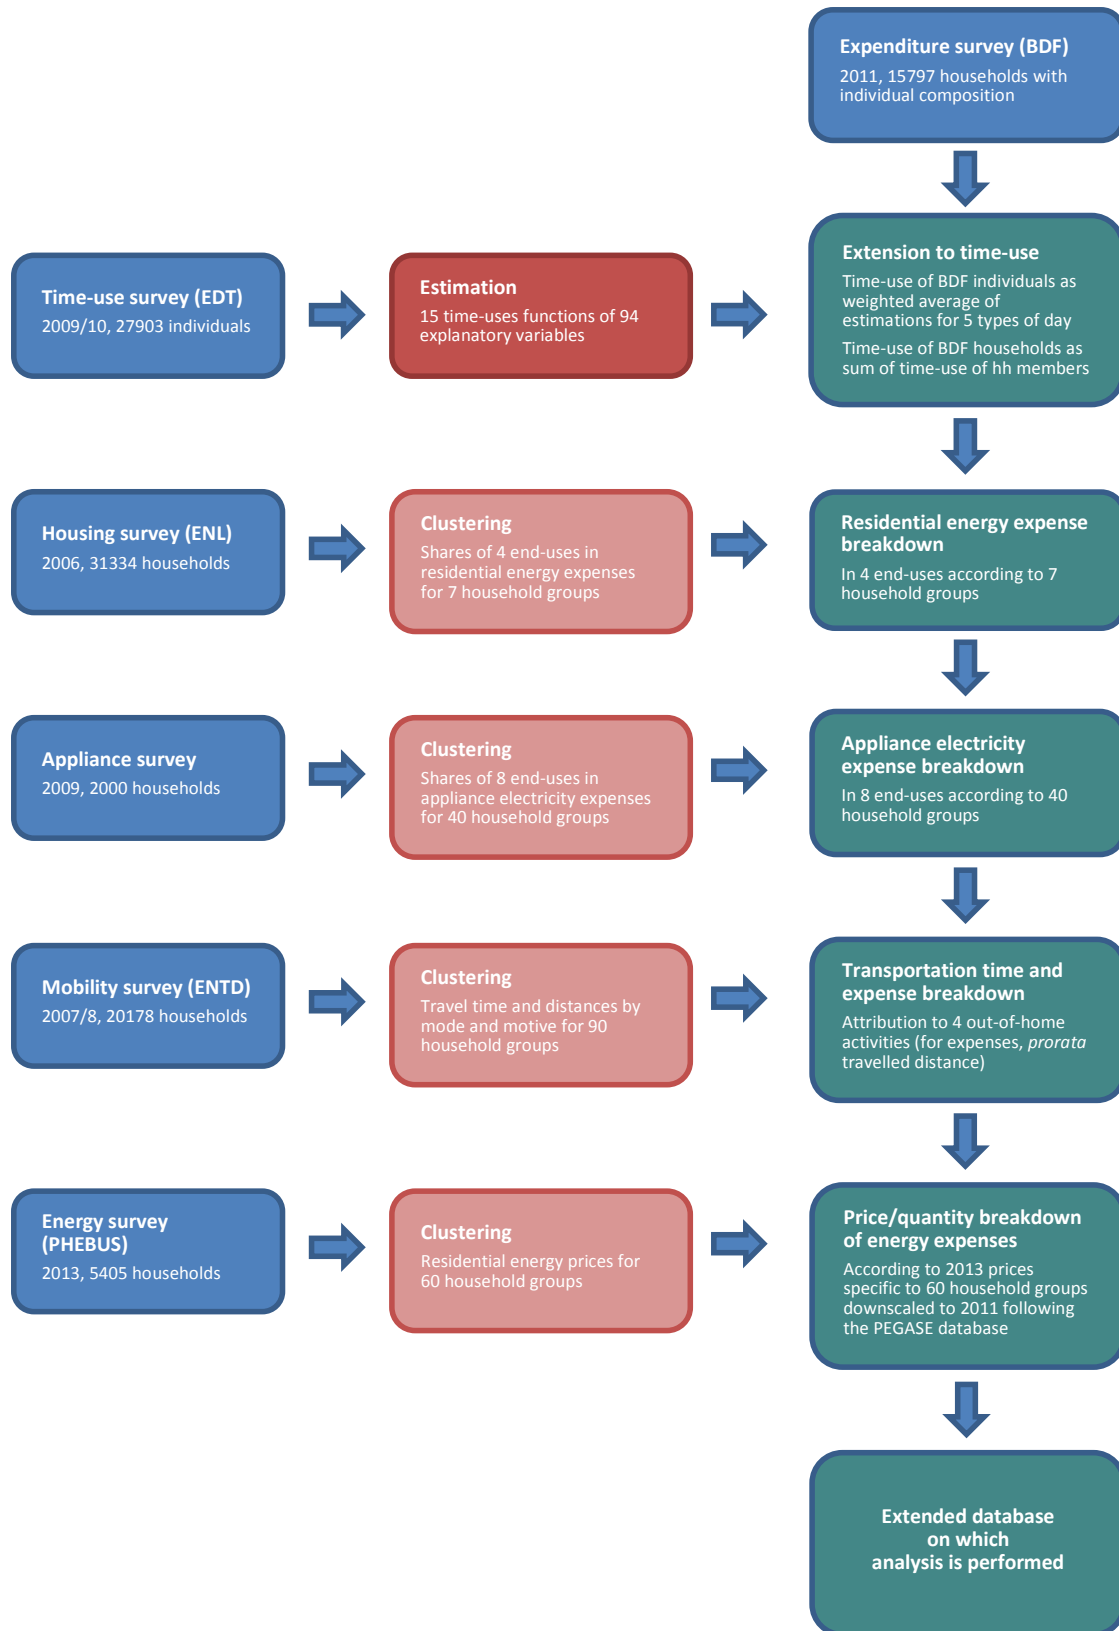 Expenditure survey (BDF)
2011, 15797 households with
individual composition
Time-use survey (EDT)
2009/10, 27903 individuals
Estimation
15 time-uses functions of 94
explanatory variables
Extension to time-use
Time-use of BDF individuals as
weighted average of
estimations for 5 types of day
Time-use of BDF households as
sum of time-use of hh members
Housing survey (ENL)
2006, 31334 households
Clustering
Shares of 4 end-uses in
residential energy expenses
for 7 household groups
Residential energy expense
breakdown
In 4 end-uses according to 7
household groups
Appliance survey
2009, 2000 households
Clustering
Shares of 8 end-uses in
appliance electricity expenses
for 40 household groups
Appliance electricity
expense breakdown
In 8 end-uses according to 40
household groups
Mobility survey (ENTD)
2007/8, 20178 households
Clustering
Travel time and distances by
mode and motive for 90
household groups
Transportation time and
expense breakdown
Attribution to 4 out-of-home
activities (for expenses, prorata
travelled distance)
Energy survey
(PHEBUS)
2013, 5405 households
Clustering
Residential energy prices for
60 household groups
Price/quantity breakdown
of energy expenses
According to 2013 prices
specific to 60 household groups
downscaled to 2011 following
the PEGASE database
Extended database
on which
analysis is performed